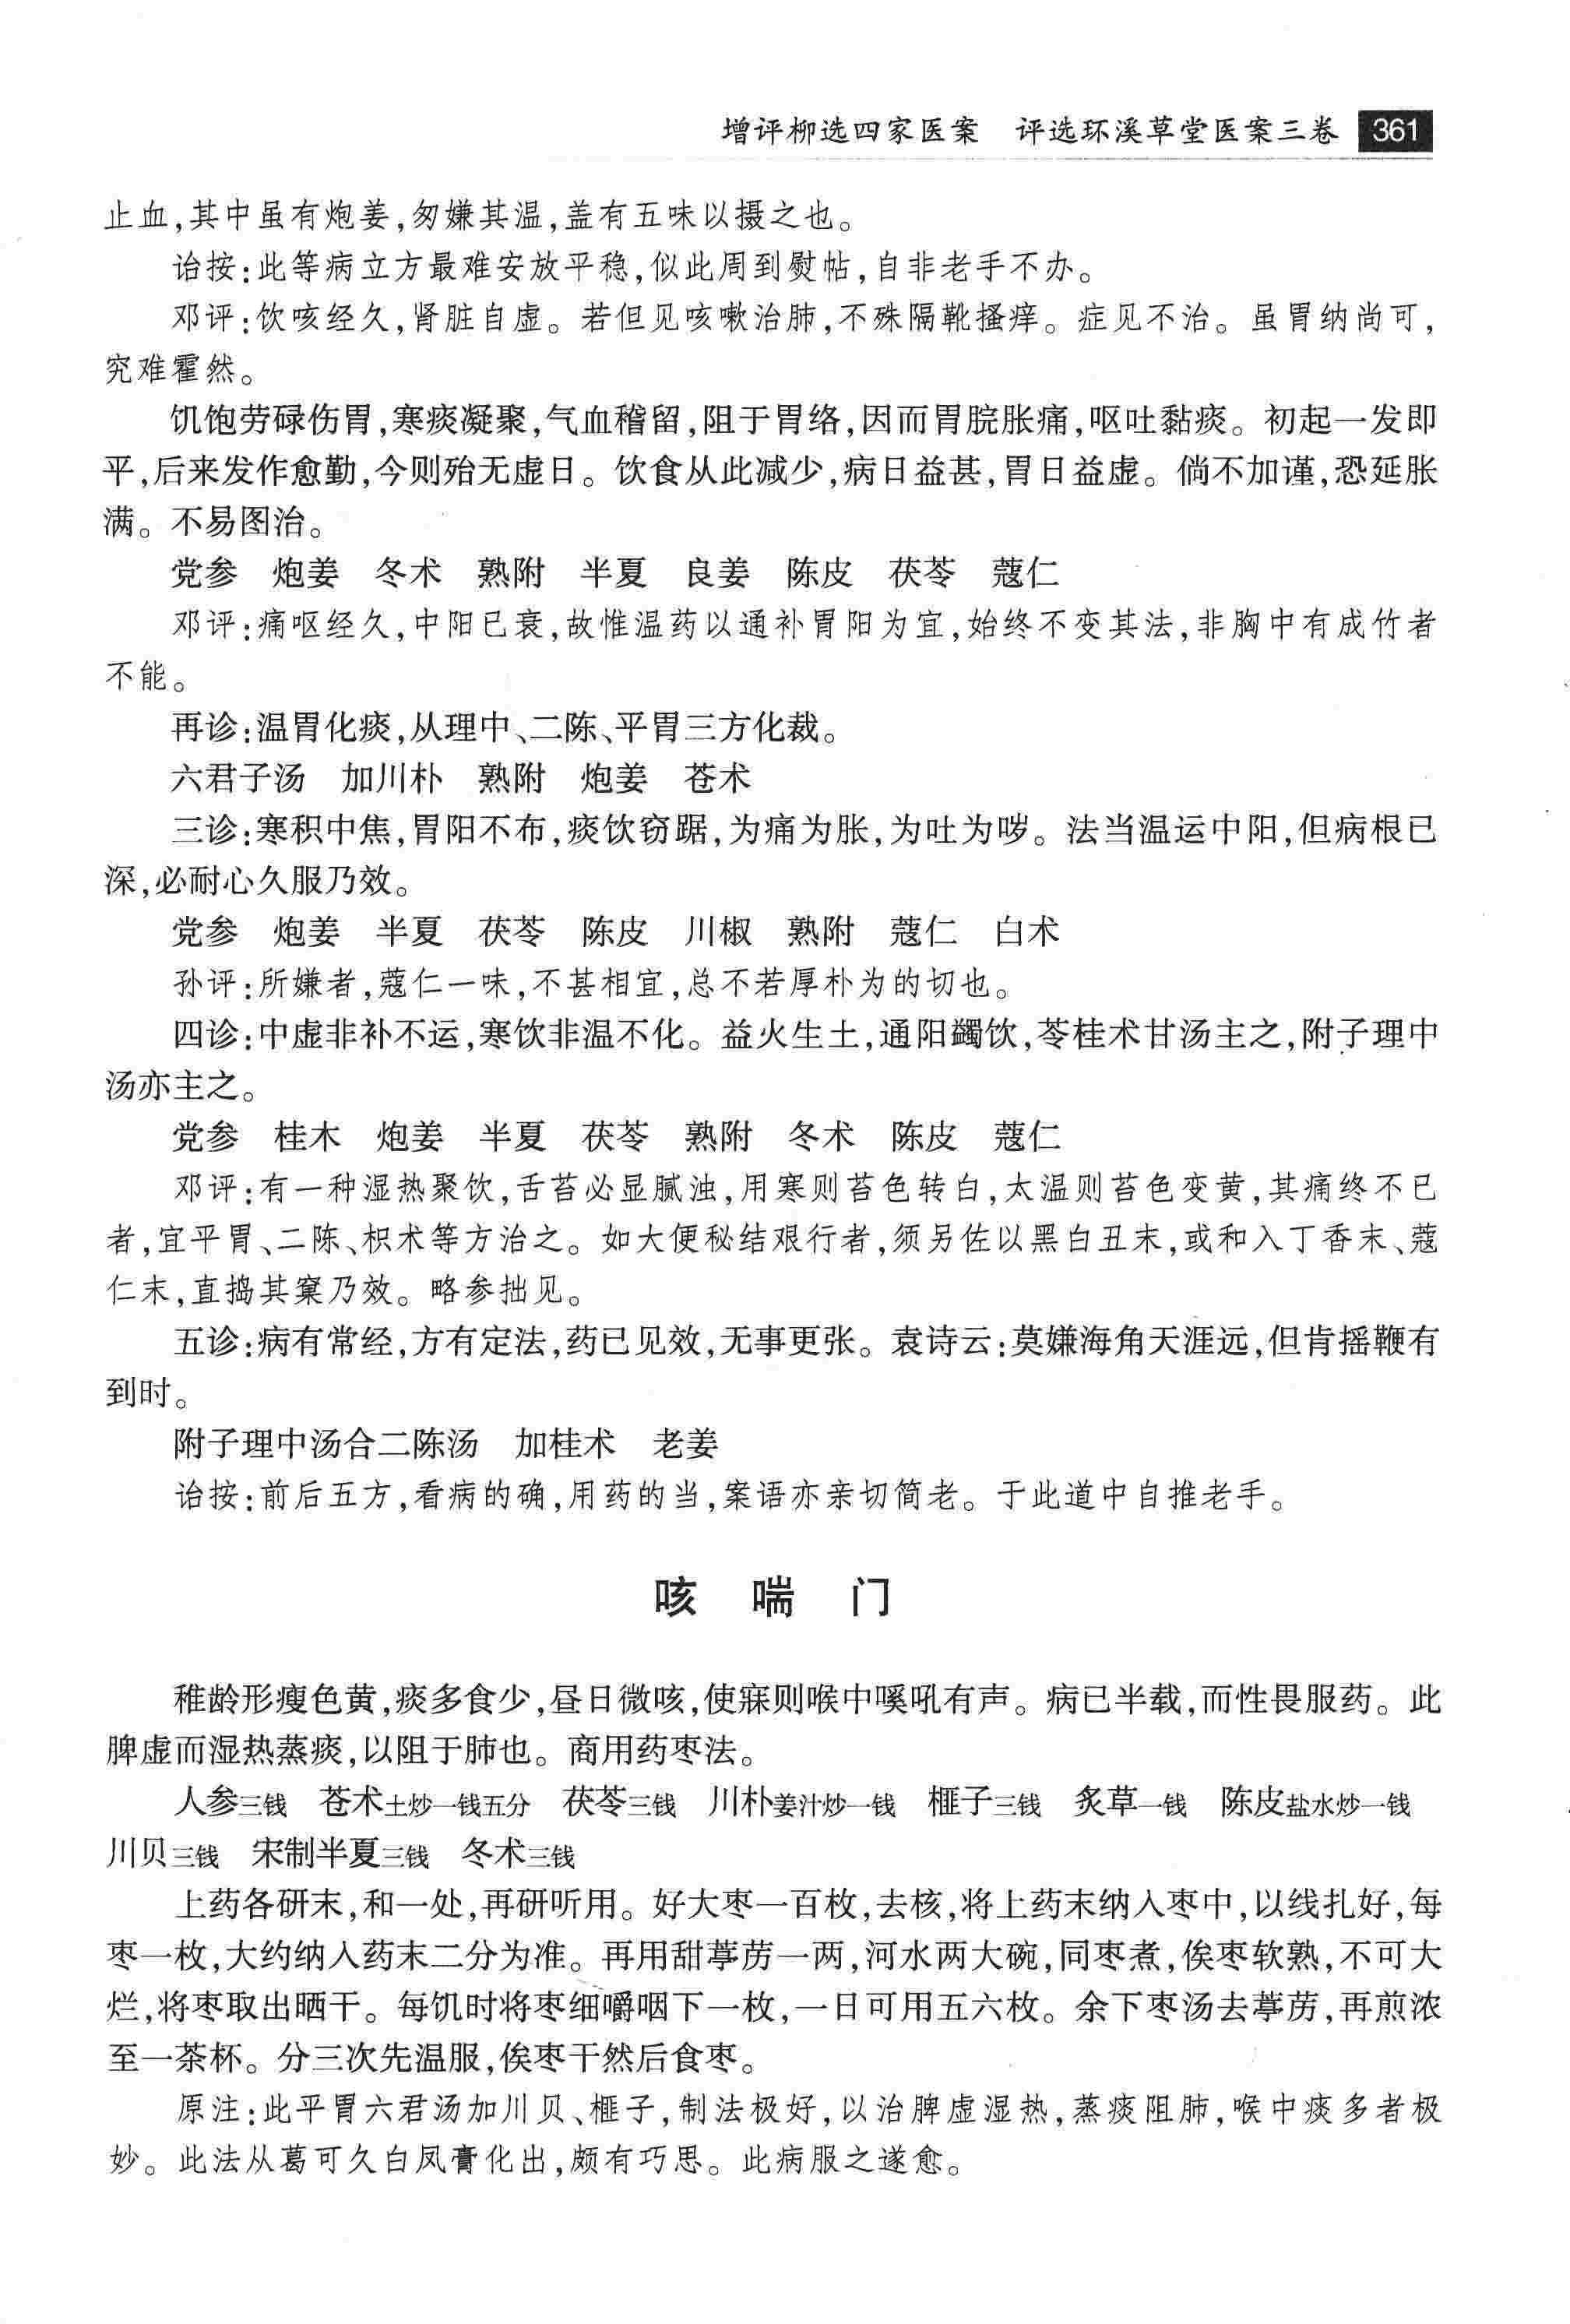 增评柳选四家医案　评选环溪草堂医案三卷　361
止血,其中虽有炮姜,匆嫌其温,盖有五味以摄之也。
诒按:此等病立方最难安放平稳,似此周到熨帖,自非老手不办。
邓评:饮咳经久,肾脏自虚。若但见咳嗽治肺,不殊隔靴搔痒。症见不治。虽胃纳尚可,
究难霍然。
饥饱劳碌伤胃,寒痰凝聚,气血稽留,阻于胃络,因而胃脘胀痛,呕吐黏痰。初起一发即
平,后来发作愈勤,今则殆无虚日。饮食从此减少,病日益甚,胃日益虚。倘不加谨,恐延胀
满。不易图治。
党参　炮姜　冬术　熟附　半夏　良姜　陈皮　茯苓　蔻仁
邓评:痛呕经久,中阳已衰,故惟温药以通补胃阳为宜,始终不变其法,非胸中有成竹者
不能。
再诊:温胃化痰,从理中、二陈、平胃三方化裁。
六君子汤　加川朴　熟附　炮姜　苍术
三诊:寒积中焦,胃阳不布,痰饮窃踞,为痛为胀,为吐为哕。法当温运中阳,但病根已
深,必耐心久服乃效。
党参　炮姜　半夏　茯苓　陈皮　川椒　熟附　蔻仁　白术
孙评:所嫌者,蔻仁一味,不甚相宜,总不若厚朴为的切也。
四诊:中虚非补不运,寒饮非温不化。益火生土,通阳蠲饮,苓桂术甘汤主之,附子理中
汤亦主之。
党参　桂木　炮姜　半夏　茯苓　熟附　冬术　陈皮　蔻仁
邓评:有一种湿热聚饮,舌苔必显腻浊,用寒则苔色转白,太温则苔色变黄,其痛终不已
者,宜平胃、二陈、枳术等方治之。如大便秘结艰行者,须另佐以黑白丑末,或和入丁香末、蔻
仁末,直捣其窠乃效。略参拙见。
五诊:病有常经,方有定法,药已见效,无事更张。袁诗云:莫嫌海角天涯远,但肯摇鞭有
到时。
附子理中汤合二陈汤　加桂术　老姜
诒按:前后五方,看病的确,用药的当,案语亦亲切简老。于此道中自推老手。
咳　喘　门
稚龄形瘦色黄,痰多食少,昼日微咳,使寐则喉中嗘吼有声。病已半载,而性畏服药。此
脾虚而湿热蒸痰,以阻于肺也。商用药枣法。
人参三钱　苍术土炒一钱五分　茯苓三钱　川朴姜汁炒一钱　榧子三钱　炙草一钱　陈皮盐水炒一钱
川贝三钱　宋制半夏三钱　冬术三钱
上药各研末,和一处,再研听用。好大枣一百枚,去核,将上药末纳入枣中,以线扎好,每
枣一枚,大约纳入药末二分为准。再用甜葶苈一两,河水两大碗,同枣煮,俟枣软熟,不可大
烂,将枣取出晒干。每饥时将枣细嚼咽下一枚,一日可用五六枚。余下枣汤去葶苈,再煎浓
至一茶杯。分三次先温服,俟枣干然后食枣。
原注:此平胃六君汤加川贝、榧子,制法极好,以治脾虚湿热,蒸痰阻肺,喉中痰多者极
妙。此法从葛可久白凤膏化出,颇有巧思。此病服之遂愈。